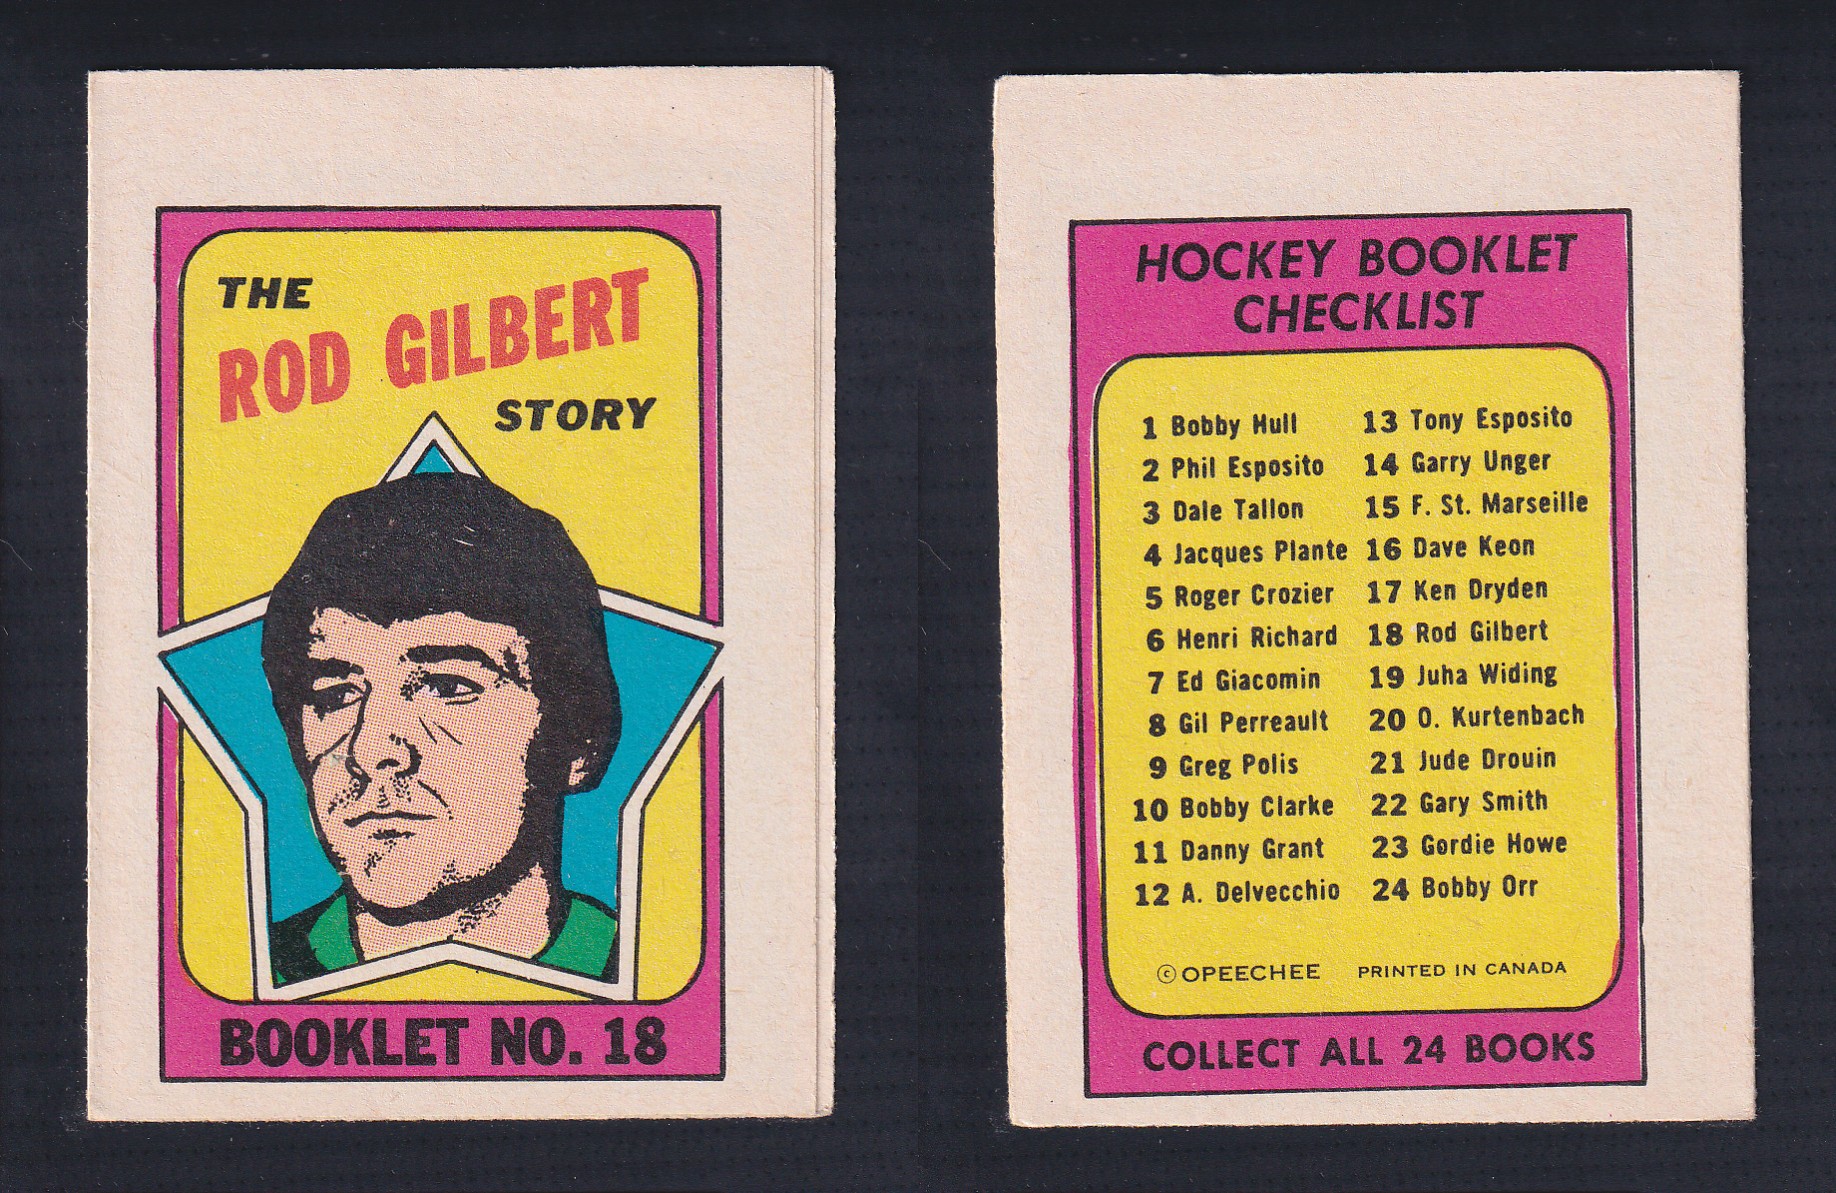 THE
ROD GILBERT
STORY
BOOKLET NO. 18
HOCKEY BOOKLET
CHECKLIST
1 Bobby Hull
2 Phil Esposito
3 Dale Tallon
4 Jacques Plante
5 Roger Crozier
6 Henri Richard
7 Ed Giacomin
8 Gil Perreault
9 Greg Polis
10 Bobby Clarke
11 Danny Grant
12 A. Delvecchio
13 Tony Esposito
14 Garry Unger
15 F. St. Marseille
16 Dave Keon
17 Ken Dryden
18 Rod Gilbert
19 Juha Widing
20 O. Kurtenbach
21 Jude Drouin
22 Gary Smith
23 Gordie Howe
24 Bobby Orr
© OPEECHEE PRINTED IN CANADA
COLLECT ALL 24 BOOKS